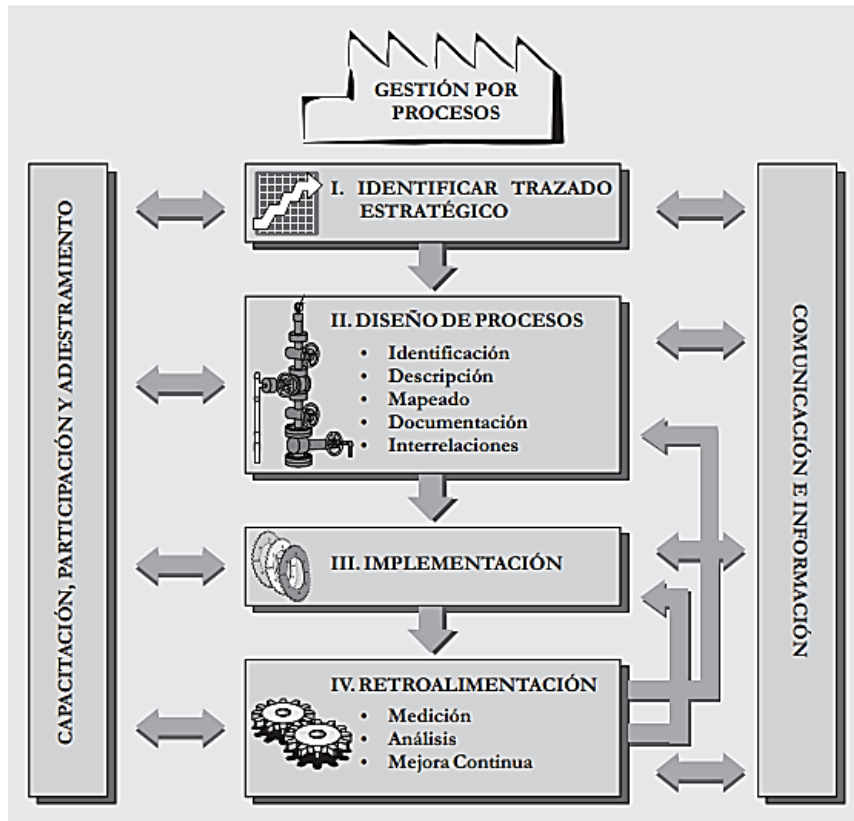 GESTIÓN POR
PROCESOS
CAPACITACIÓN, PARTICIPACIÓN Y ADIESTRAMIENTO
I. IDENTIFICAR TRAZADO
ESTRATÉGICO
II. DISEÑO DE PROCESOS
• Identificación
• Descripción
• Mapeado
• Documentación
• Interrelaciones
III. IMPLEMENTACIÓN
IV. RETROALIMENTACIÓN
• Medición
• Análisis
• Mejora Continua
COMUNICACIÓN E INFORMACIÓN